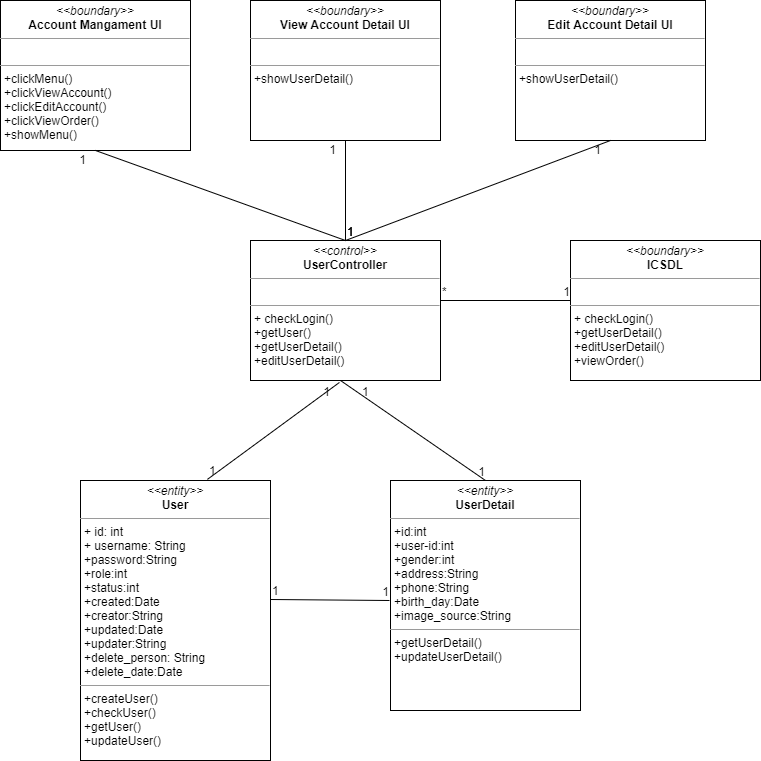 <<boundary>>
Account Mangament UI
+clickMenu()
+clickViewAccount()
+clickEditAccount()
+clickViewOrder()
+showMenu()
<<boundary>>
View Account Detail UI
+showUserDetail()
<<boundary>>
Edit Account Detail UI
+showUserDetail()
1
1
1
1
<<control>>
UserController
+ checkLogin()
+getUser()
+getUserDetail()
+editUserDetail()
*
1
<<boundary>>
ICSDL
+ checkLogin()
+getUserDetail()
+editUserDetail()
+viewOrder()
1
1
1
1
<<entity>>
User
+ id: int
+ username: String
+password:String
+role:int
+status:int
+created:Date
+creator:String
+updated:Date
+updater:String
+delete_person: String
+delete_date:Date
+createUser()
+checkUser()
+getUser()
+updateUser()
1
1
<<entity>>
UserDetail
+id:int
+user-id:int
+gender:int
+address:String
+phone:String
+birth_day:Date
+image_source:String
+getUserDetail()
+updateUserDetail()